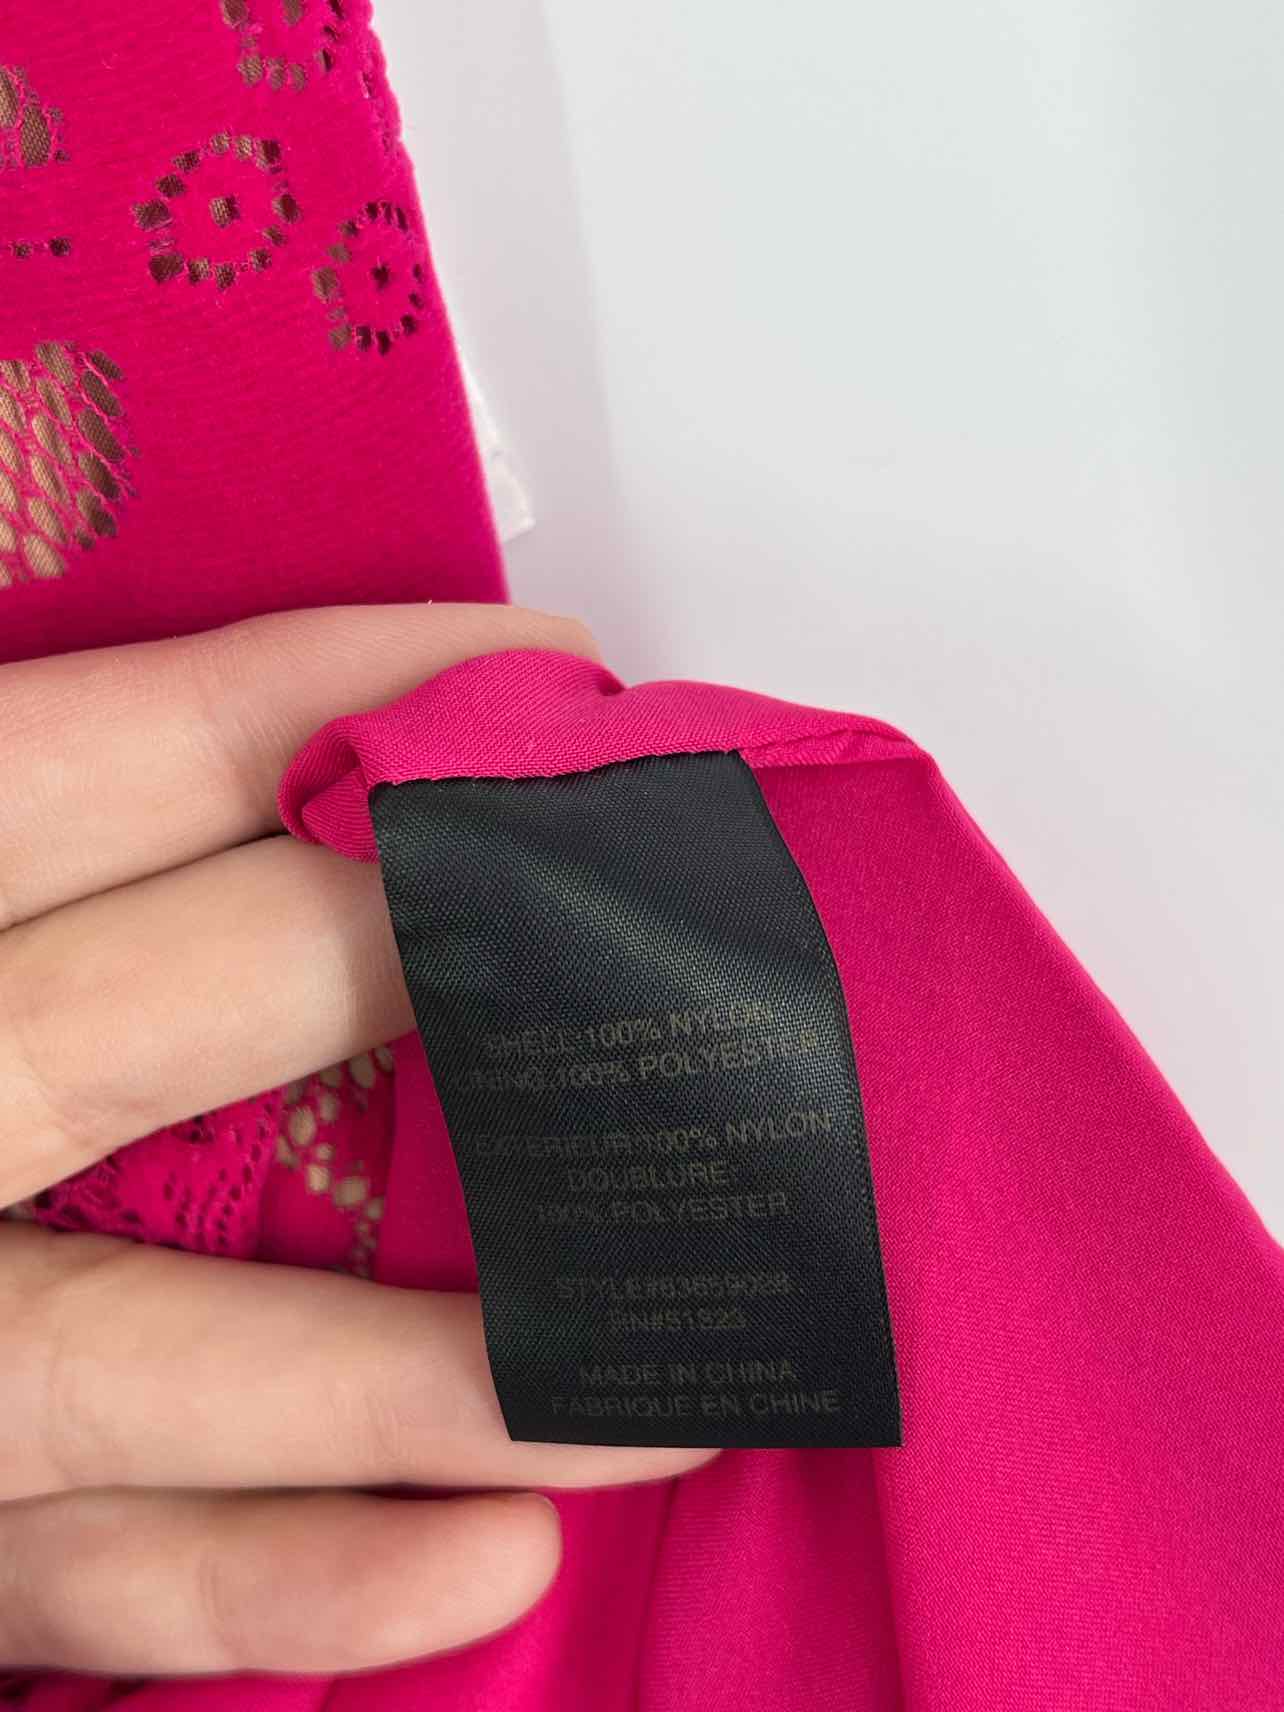 SHELL:100% NYLON
LINING:100% POLYESTER
EXTERIEUR:100% NYLON
DOUBLURE
100% POLYESTER
MADE IN CHINA
FABRIQUE EN CHINE